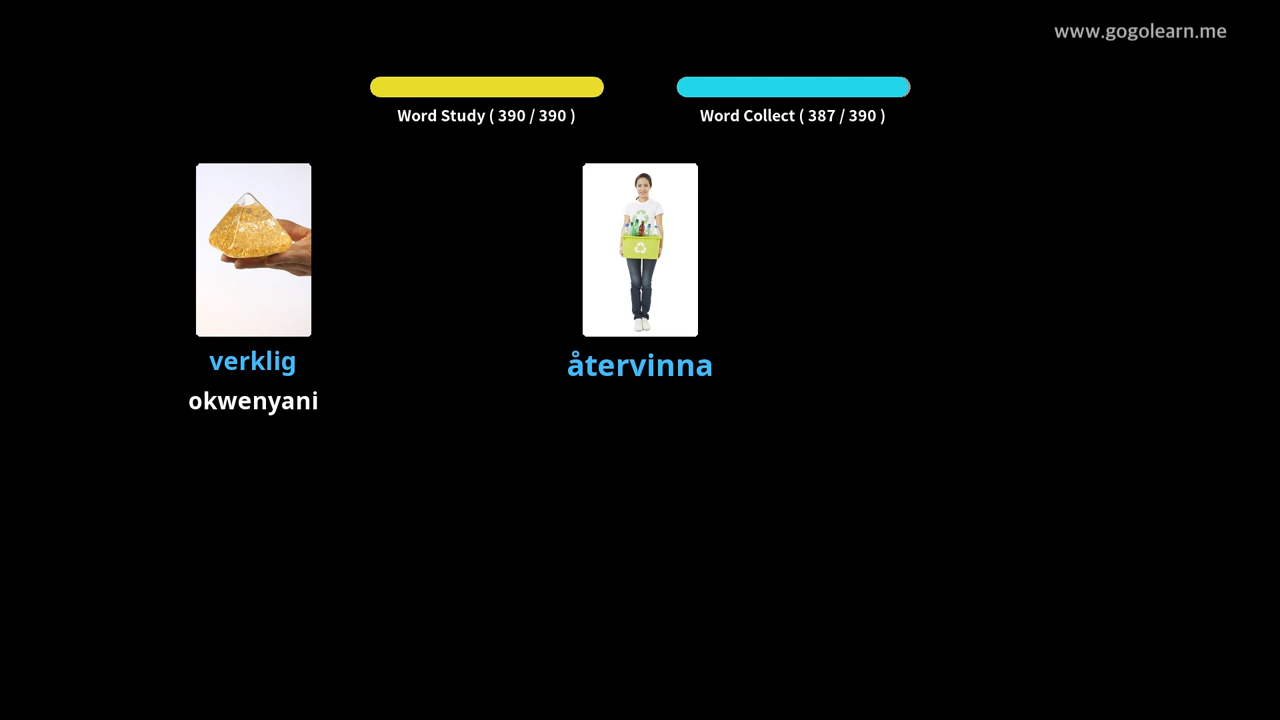 www.gogolearn.me
Word Study ( 390 / 390 )
Word Collect ( 387 / 390 )
verklig
okwenyani
återvinna